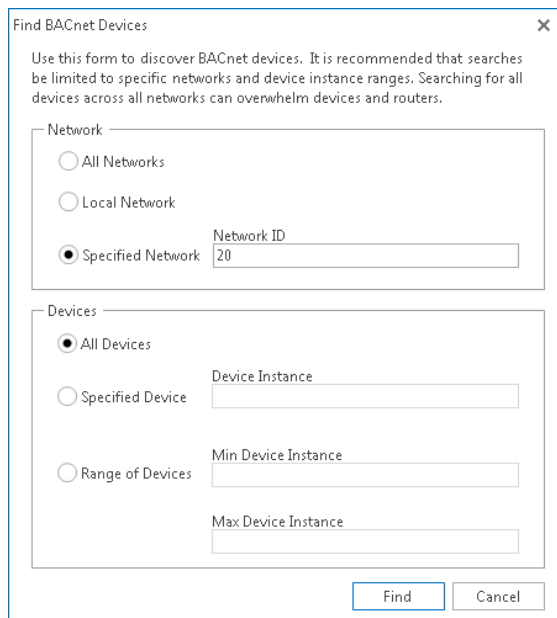 Find BACnet Devices
Use this form to discover BACnet devices. It is recommended that searches
be limited to specific networks and device instance ranges. Searching for all
devices across all networks can overwhelm devices and routers.
Network
All Networks
Local Network
Network ID
Specified Network
20
Devices
All Devices
Device Instance
Specified Device
Min Device Instance
Range of Devices
Max Device Instance
Find
Cancel